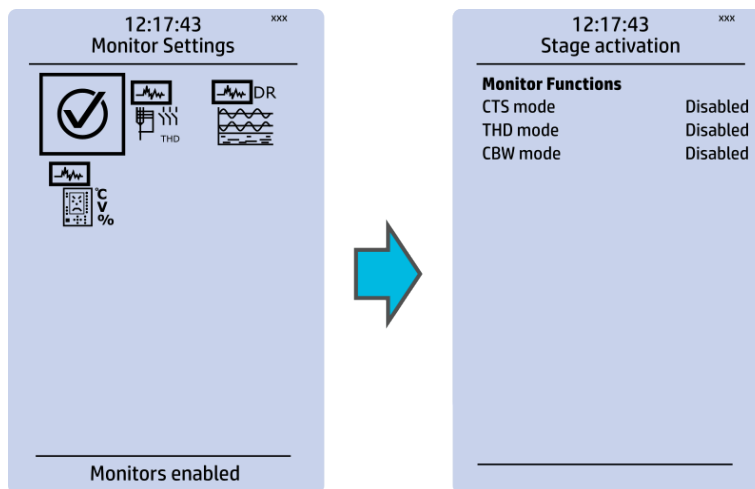 12:17:43 xxx
Monitor Settings
THD
DR
°C
V
%
Monitors enabled
12:17:43 xxx
Stage activation
Monitor Functions
CTS mode Disabled
THD mode Disabled
CBW mode Disabled